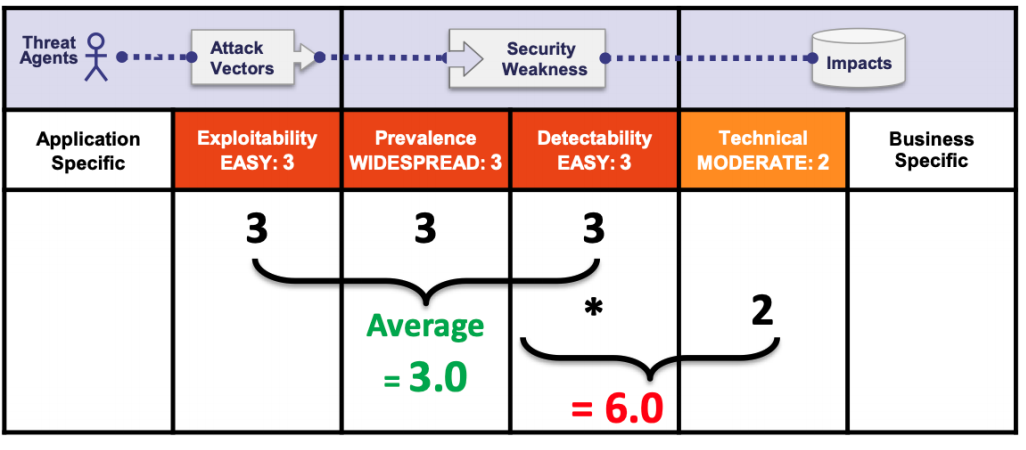 Threat
Agents
Attack
Vectors
Security
Weakness
Impacts
Application
Specific
Exploitability
EASY: 3
Prevalence
WIDESPREAD: 3
Detectability
EASY: 3
Technical
MODERATE: 2
Business
Specific
3 3 3
Average
= 3.0
* 2
= 6.0